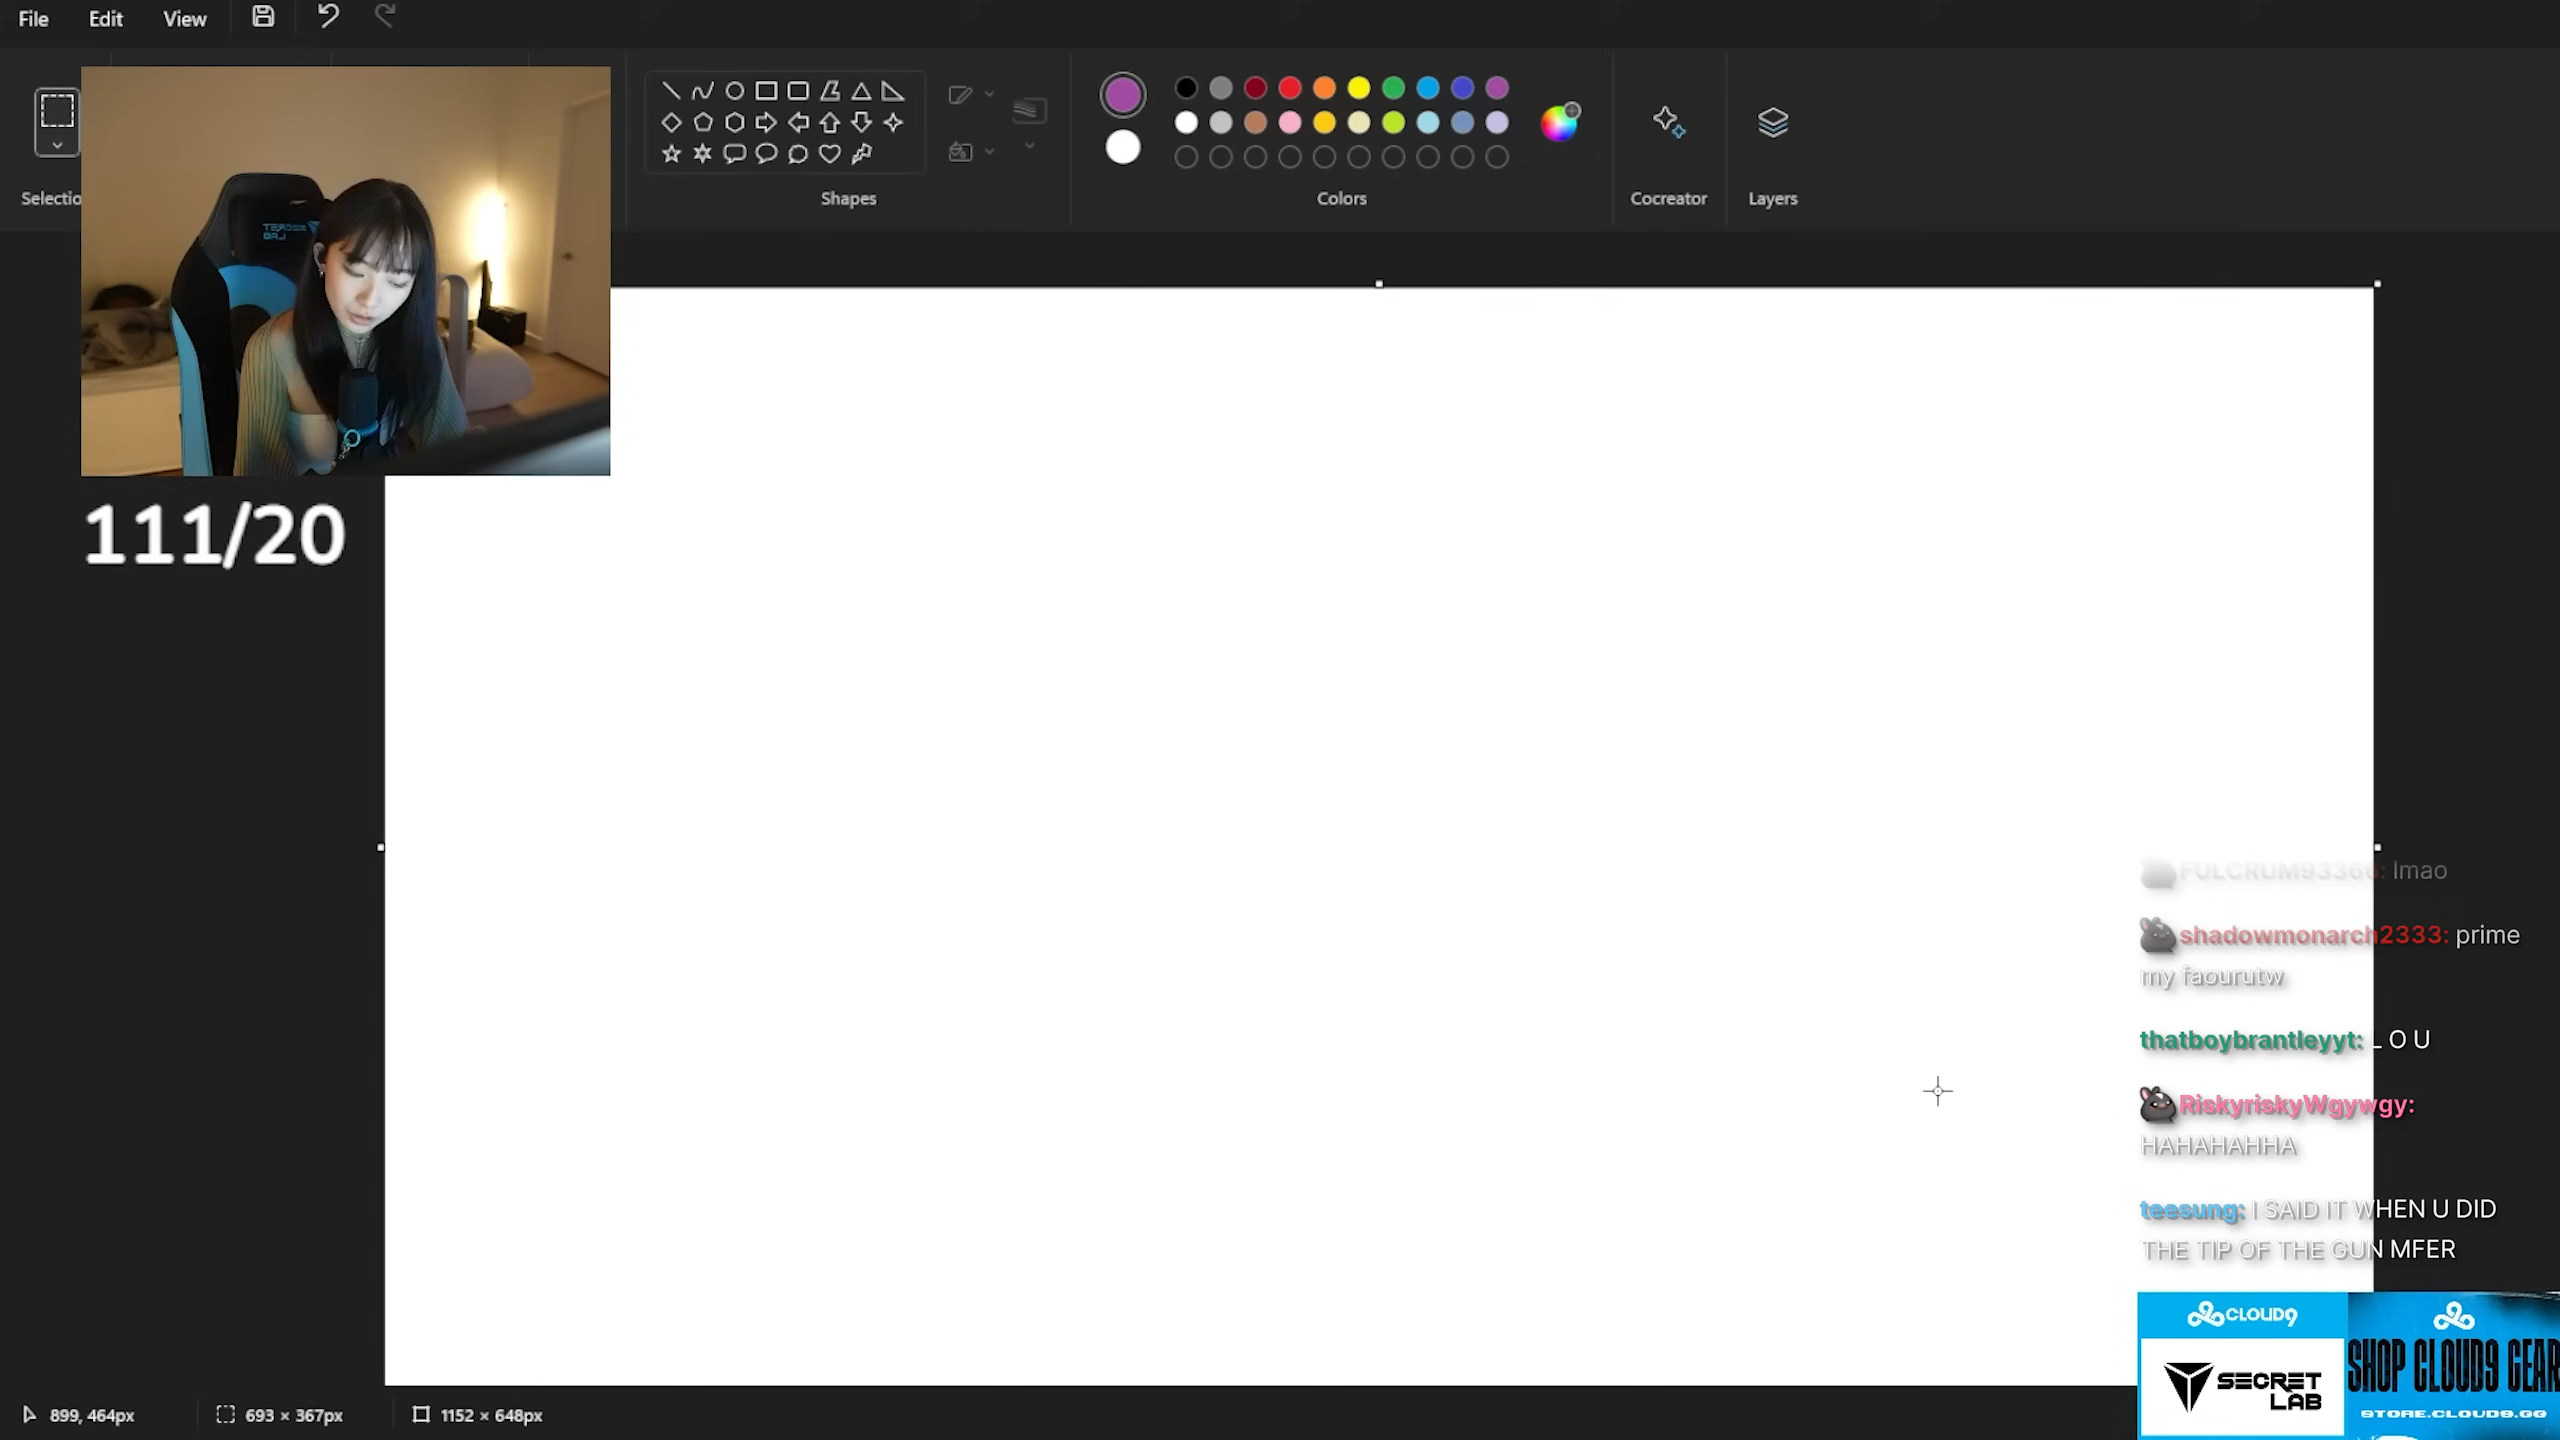 File Edit View
Selectio
Shapes
Colors
Cocreator
Layers
111/20
FULCRUM93366: lmao
shadowmonarch2333: prime
my faourutw
thatboybrantleyyt: L O U
RiskyriskyWgywgy:
HAHAHAHHA
teesung: I SAID IT WHEN U DID
THE TIP OF THE GUN MFER
CLOUD9
SECRET
LAB
SHOP CLOUD9 GEAR
STORE.CLOUD9.GG
899, 464px
693 × 367px
1152 × 648px